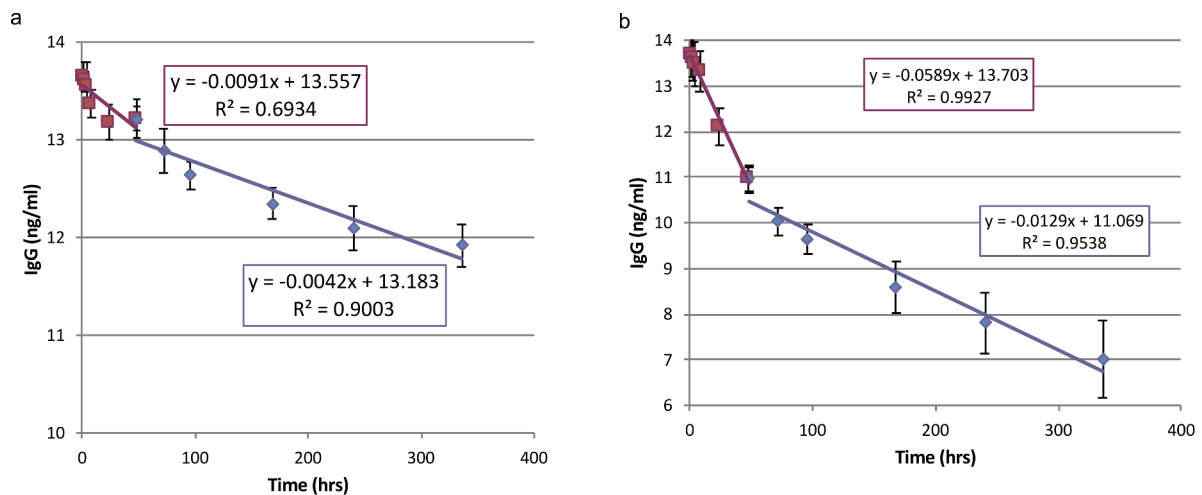 a
14
13
12
11
10
IgG (ng/ml)
y = -0.0091x + 13.557
R² = 0.6934
y = -0.0042x + 13.183
R² = 0.9003
0 100 200 300 400
Time (hrs)
b
14
13
12
11
10
9
8
7
6
IgG (ng/ml)
y = -0.0589x + 13.703
R² = 0.9927
y = -0.0129x + 11.069
R² = 0.9538
0 100 200 300 400
Time (hrs)